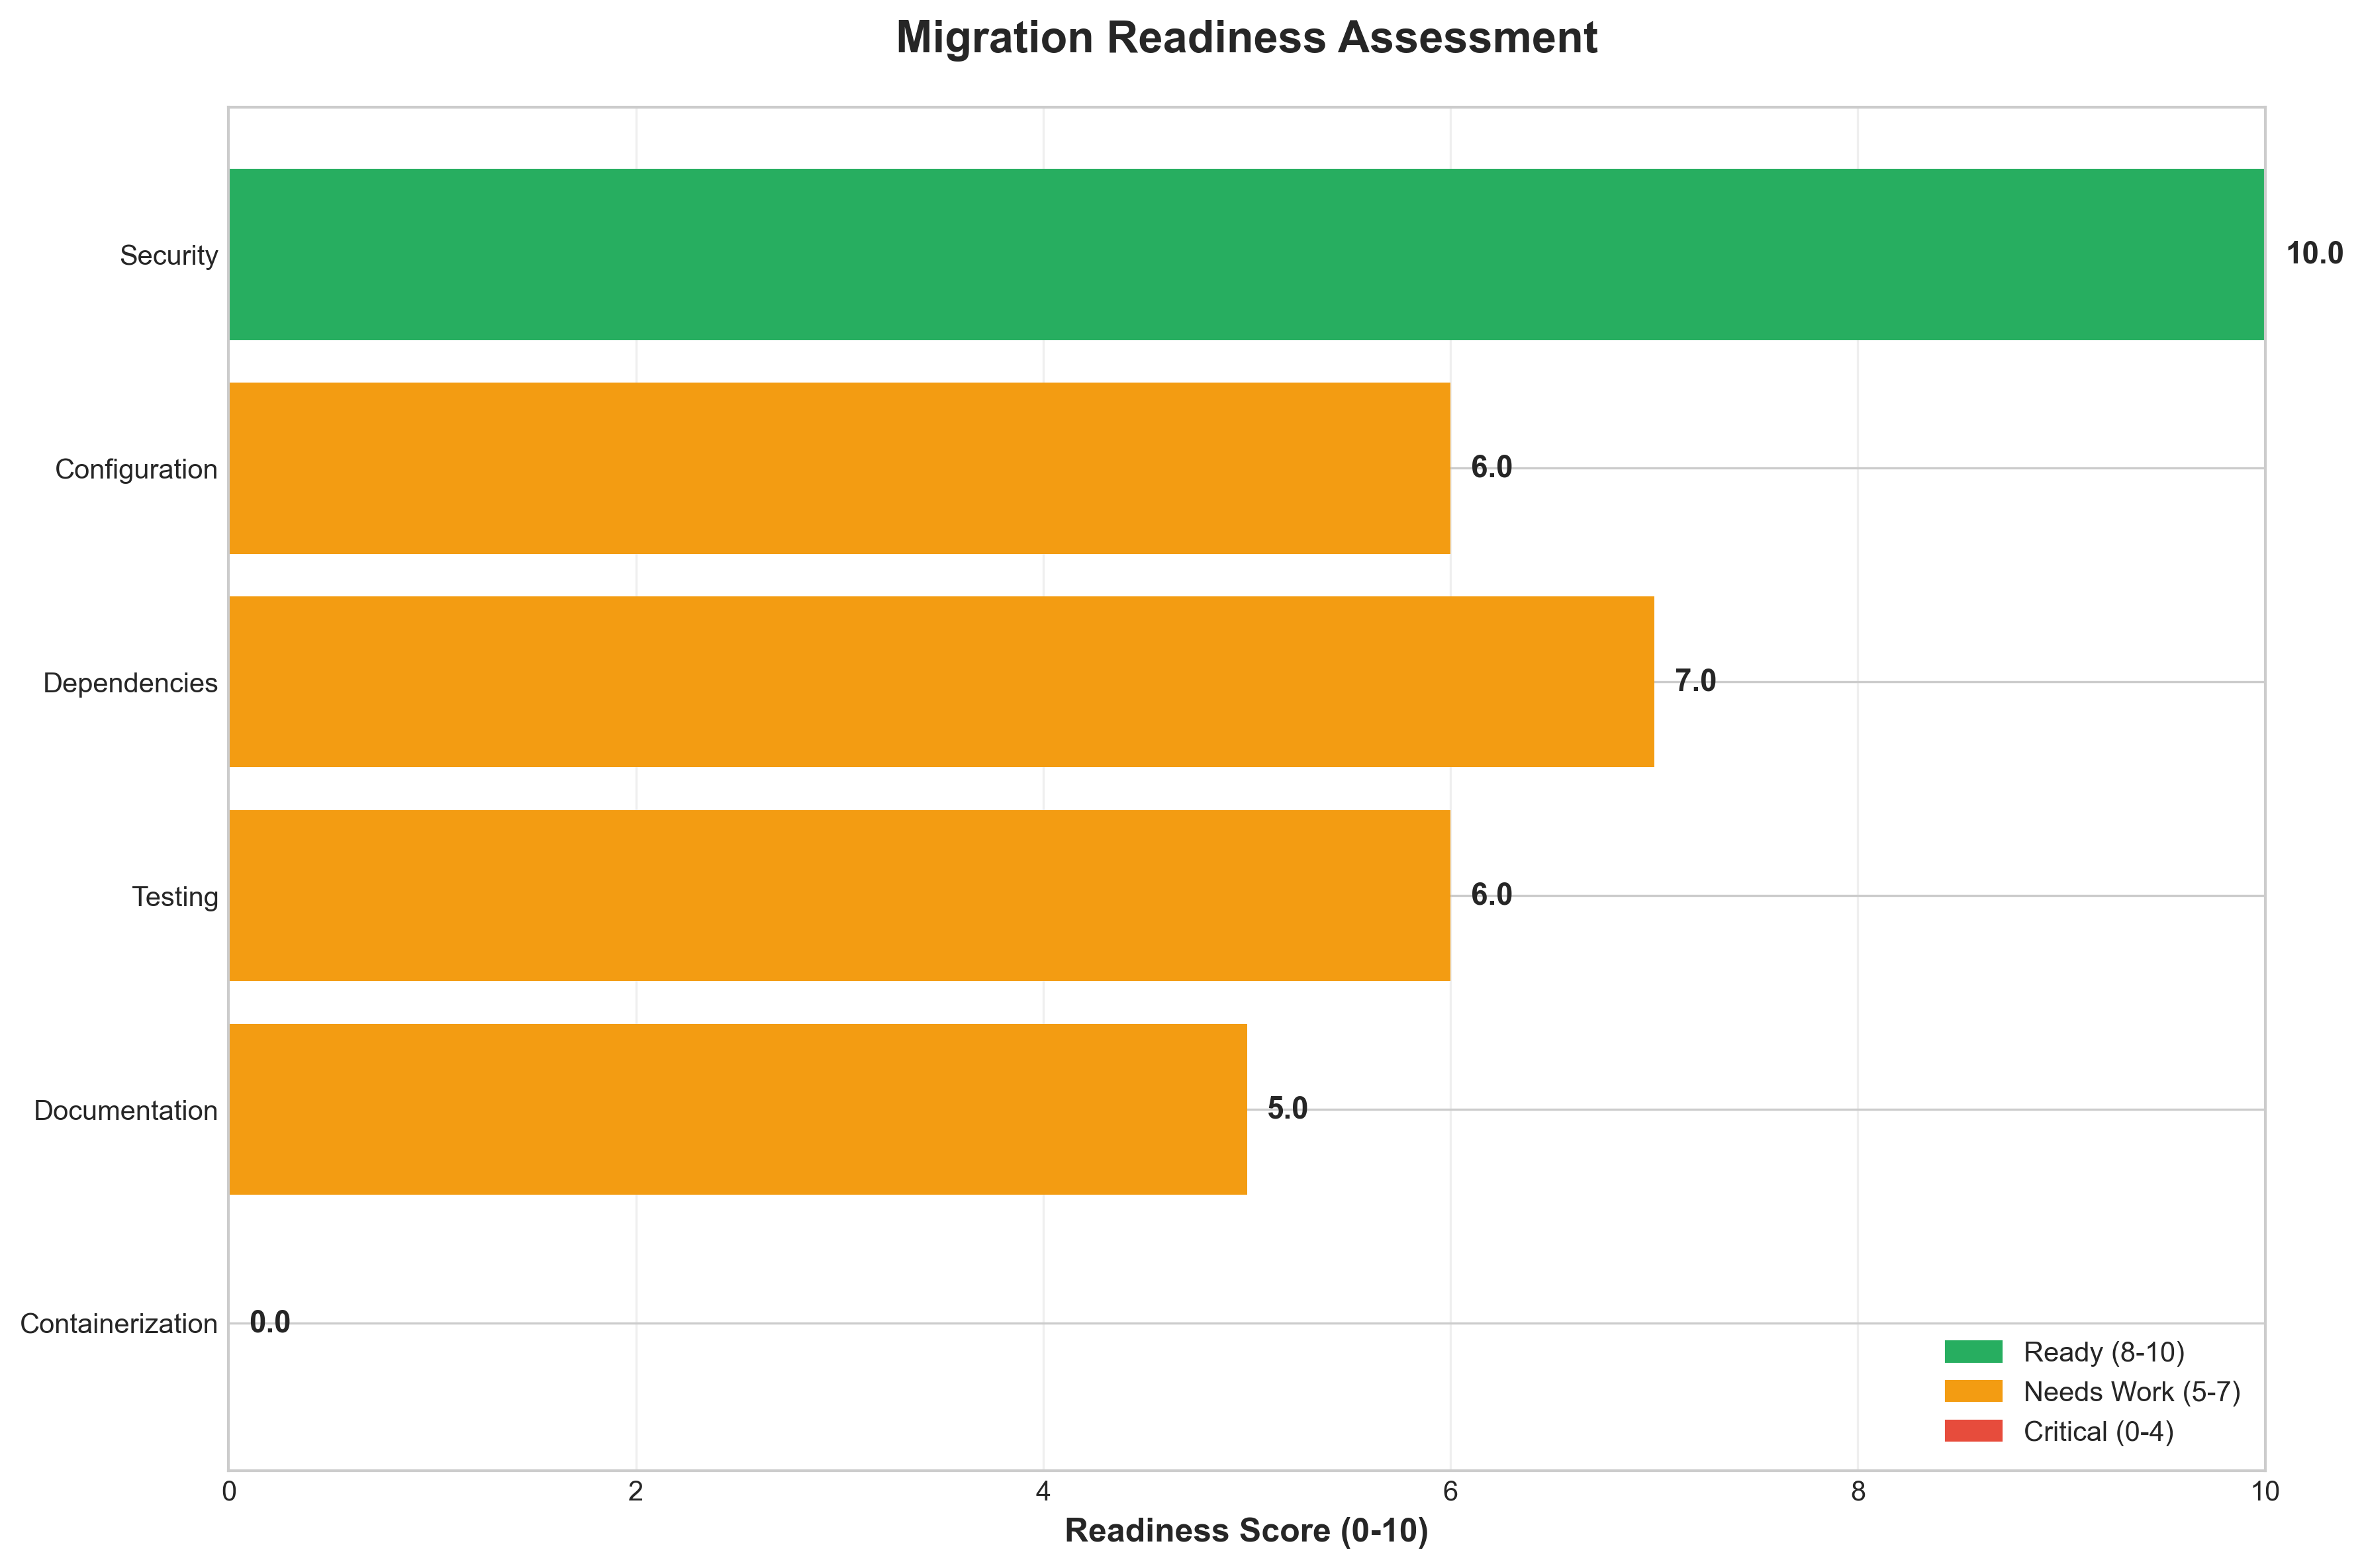 Migration Readiness Assessment
Security
10.0
Configuration
6.0
Dependencies
7.0
Testing
6.0
Documentation
5.0
Containerization
0.0
Ready (8-10)
Needs Work (5-7)
Critical (0-4)
0 2 4 6 8 10
Readiness Score (0-10)